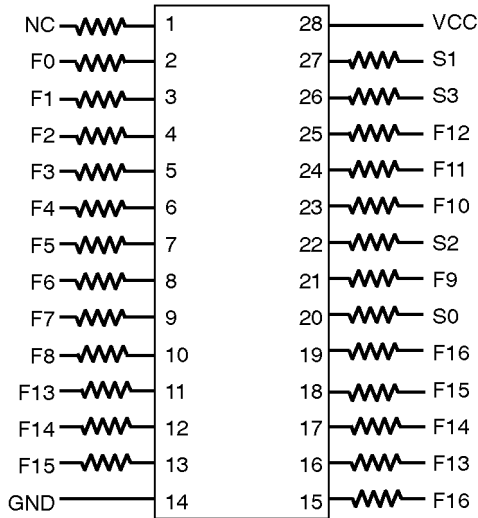 NC 1 28 VCC
F0 2 27 S1
F1 3 26 S3
F2 4 25 F12
F3 5 24 F11
F4 6 23 F10
F5 7 22 S2
F6 8 21 F9
F7 9 20 S0
F8 10 19 F16
F13 11 18 F15
F14 12 17 F14
F15 13 16 F13
GND 14 15 F16